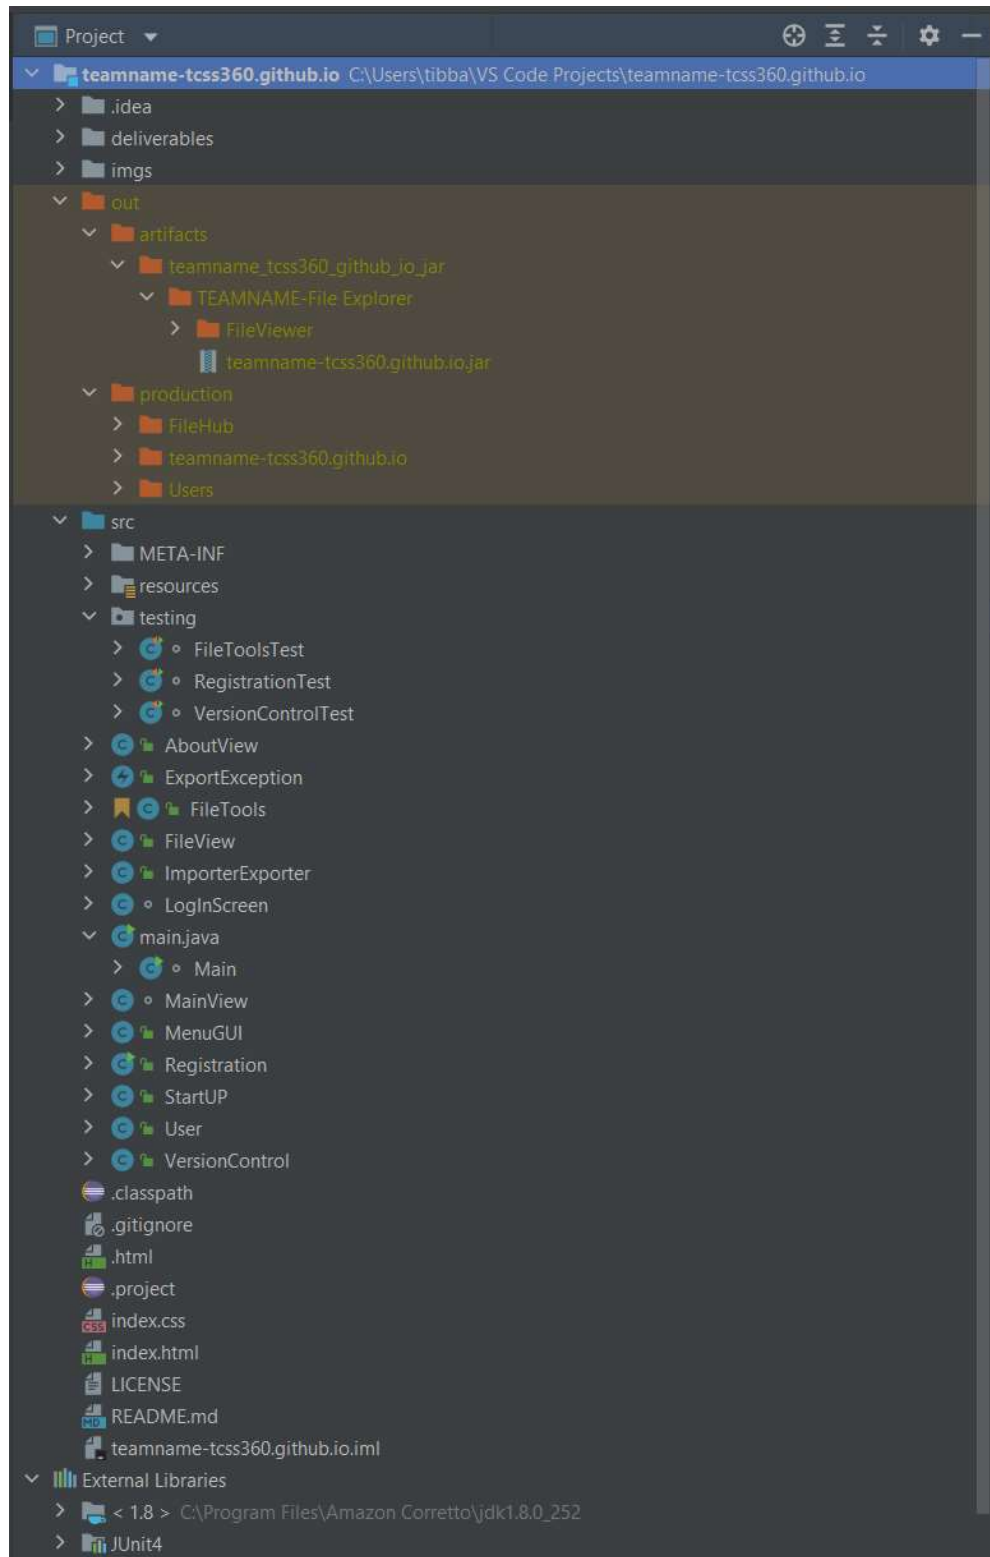 Project
teamname-tcss360.github.io C:\Users\tibba\VS Code Projects\teamname-tcss360.github.io
.idea
deliverables
imgs
out
artifacts
teamname_tcss360_github_io_jar
TEAMNAME-File Explorer
FileViewer
teamname-tcss360.github.io.jar
production
FileHub
teamname-tcss360.github.io
Users
src
META-INF
resources
testing
FileToolsTest
RegistrationTest
VersionControlTest
AboutView
ExportException
FileTools
FileView
ImporterExporter
LogInScreen
main.java
Main
MainView
MenuGUI
Registration
StartUP
User
VersionControl
.classpath
.gitignore
.html
.project
index.css
index.html
LICENSE
README.md
teamname-tcss360.github.io.iml
External Libraries
< 1.8 > C:\Program Files\Amazon Corretto\jdk1.8.0_252
JUnit4